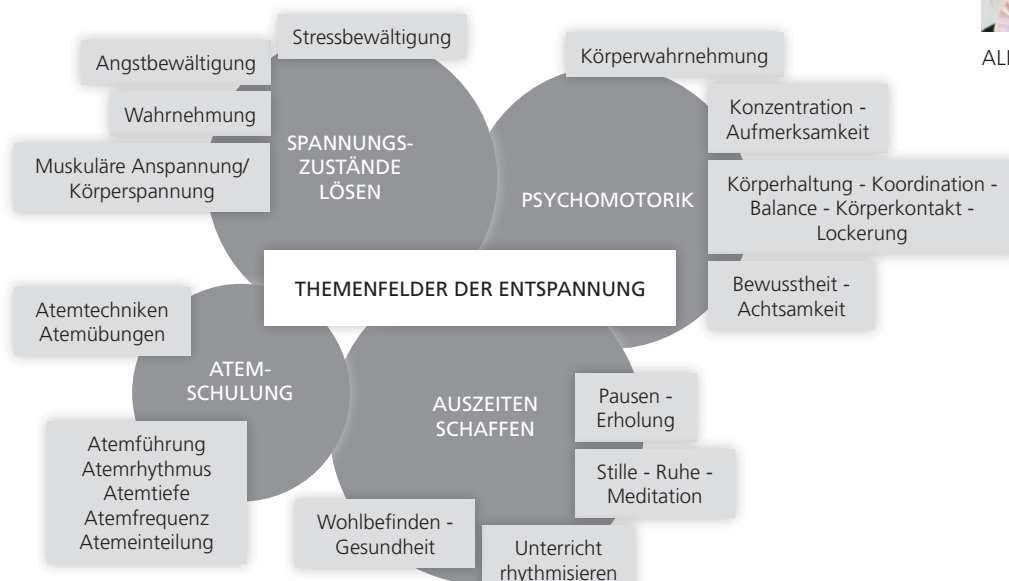 Stressbewältigung
Angstbewältigung
Wahrnehmung
Muskuläre Anspannung/
Körperspannung
SPANNUNGS-
ZUSTÄNDE
LÖSEN
Körperwahrnehmung
Konzentration -
Aufmerksamkeit
Körperhaltung - Koordination -
Balance - Körperkontakt -
Lockerung
Bewusstheit -
Achtsamkeit
PSYCHOMOTORIK
THEMENFELDER DER ENTSPANNUNG
Atemtechniken
Atemübungen
ATEM-
SCHULUNG
Atemführung
Atemrhythmus
Atemtiefe
Atemfrequenz
Atemeinteilung
AUSZEITEN
SCHAFFEN
Pausen -
Erholung
Stille - Ruhe -
Meditation
Wohlbefinden -
Gesundheit
Unterricht
rhythmisieren